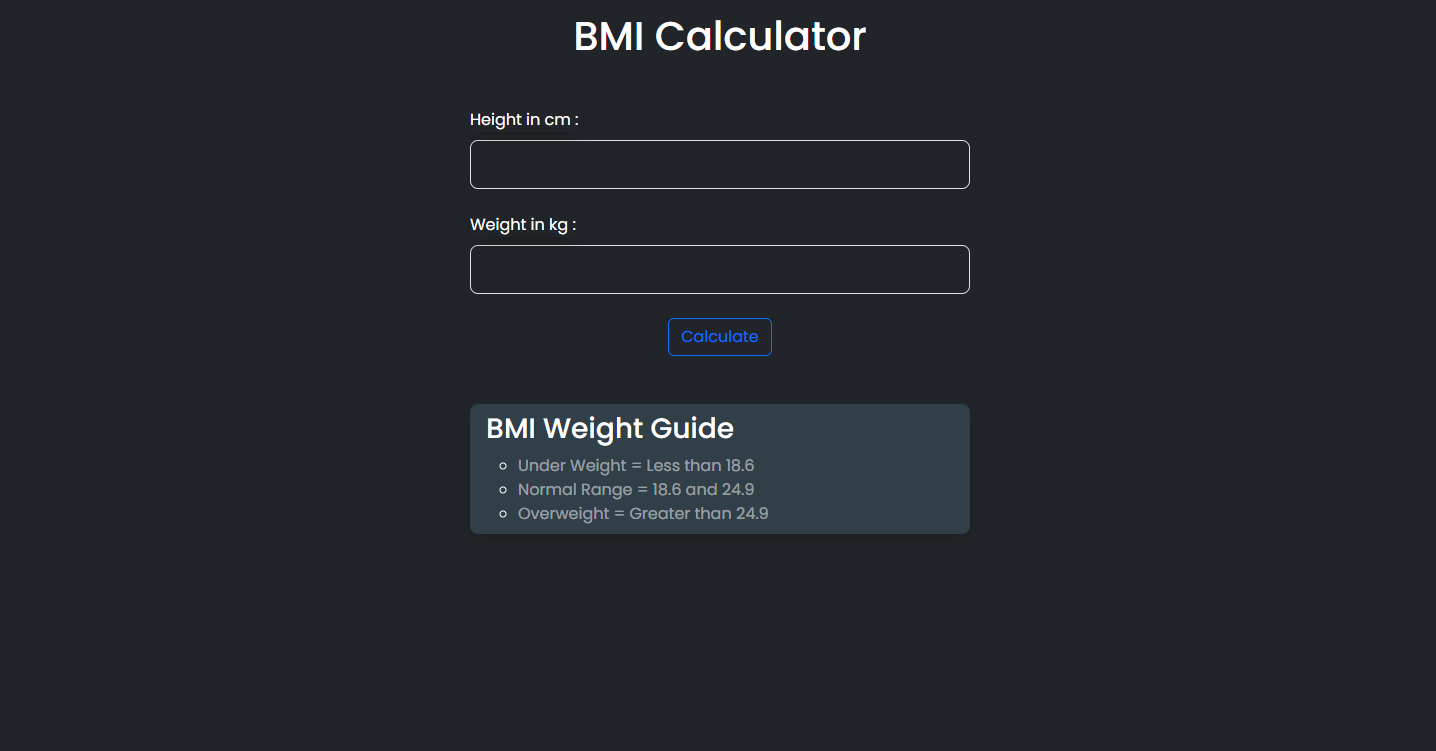 BMI Calculator
Height in cm :
Weight in kg :
Calculate
BMI Weight Guide
Under Weight = Less than 18.6
Normal Range = 18.6 and 24.9
Overweight = Greater than 24.9